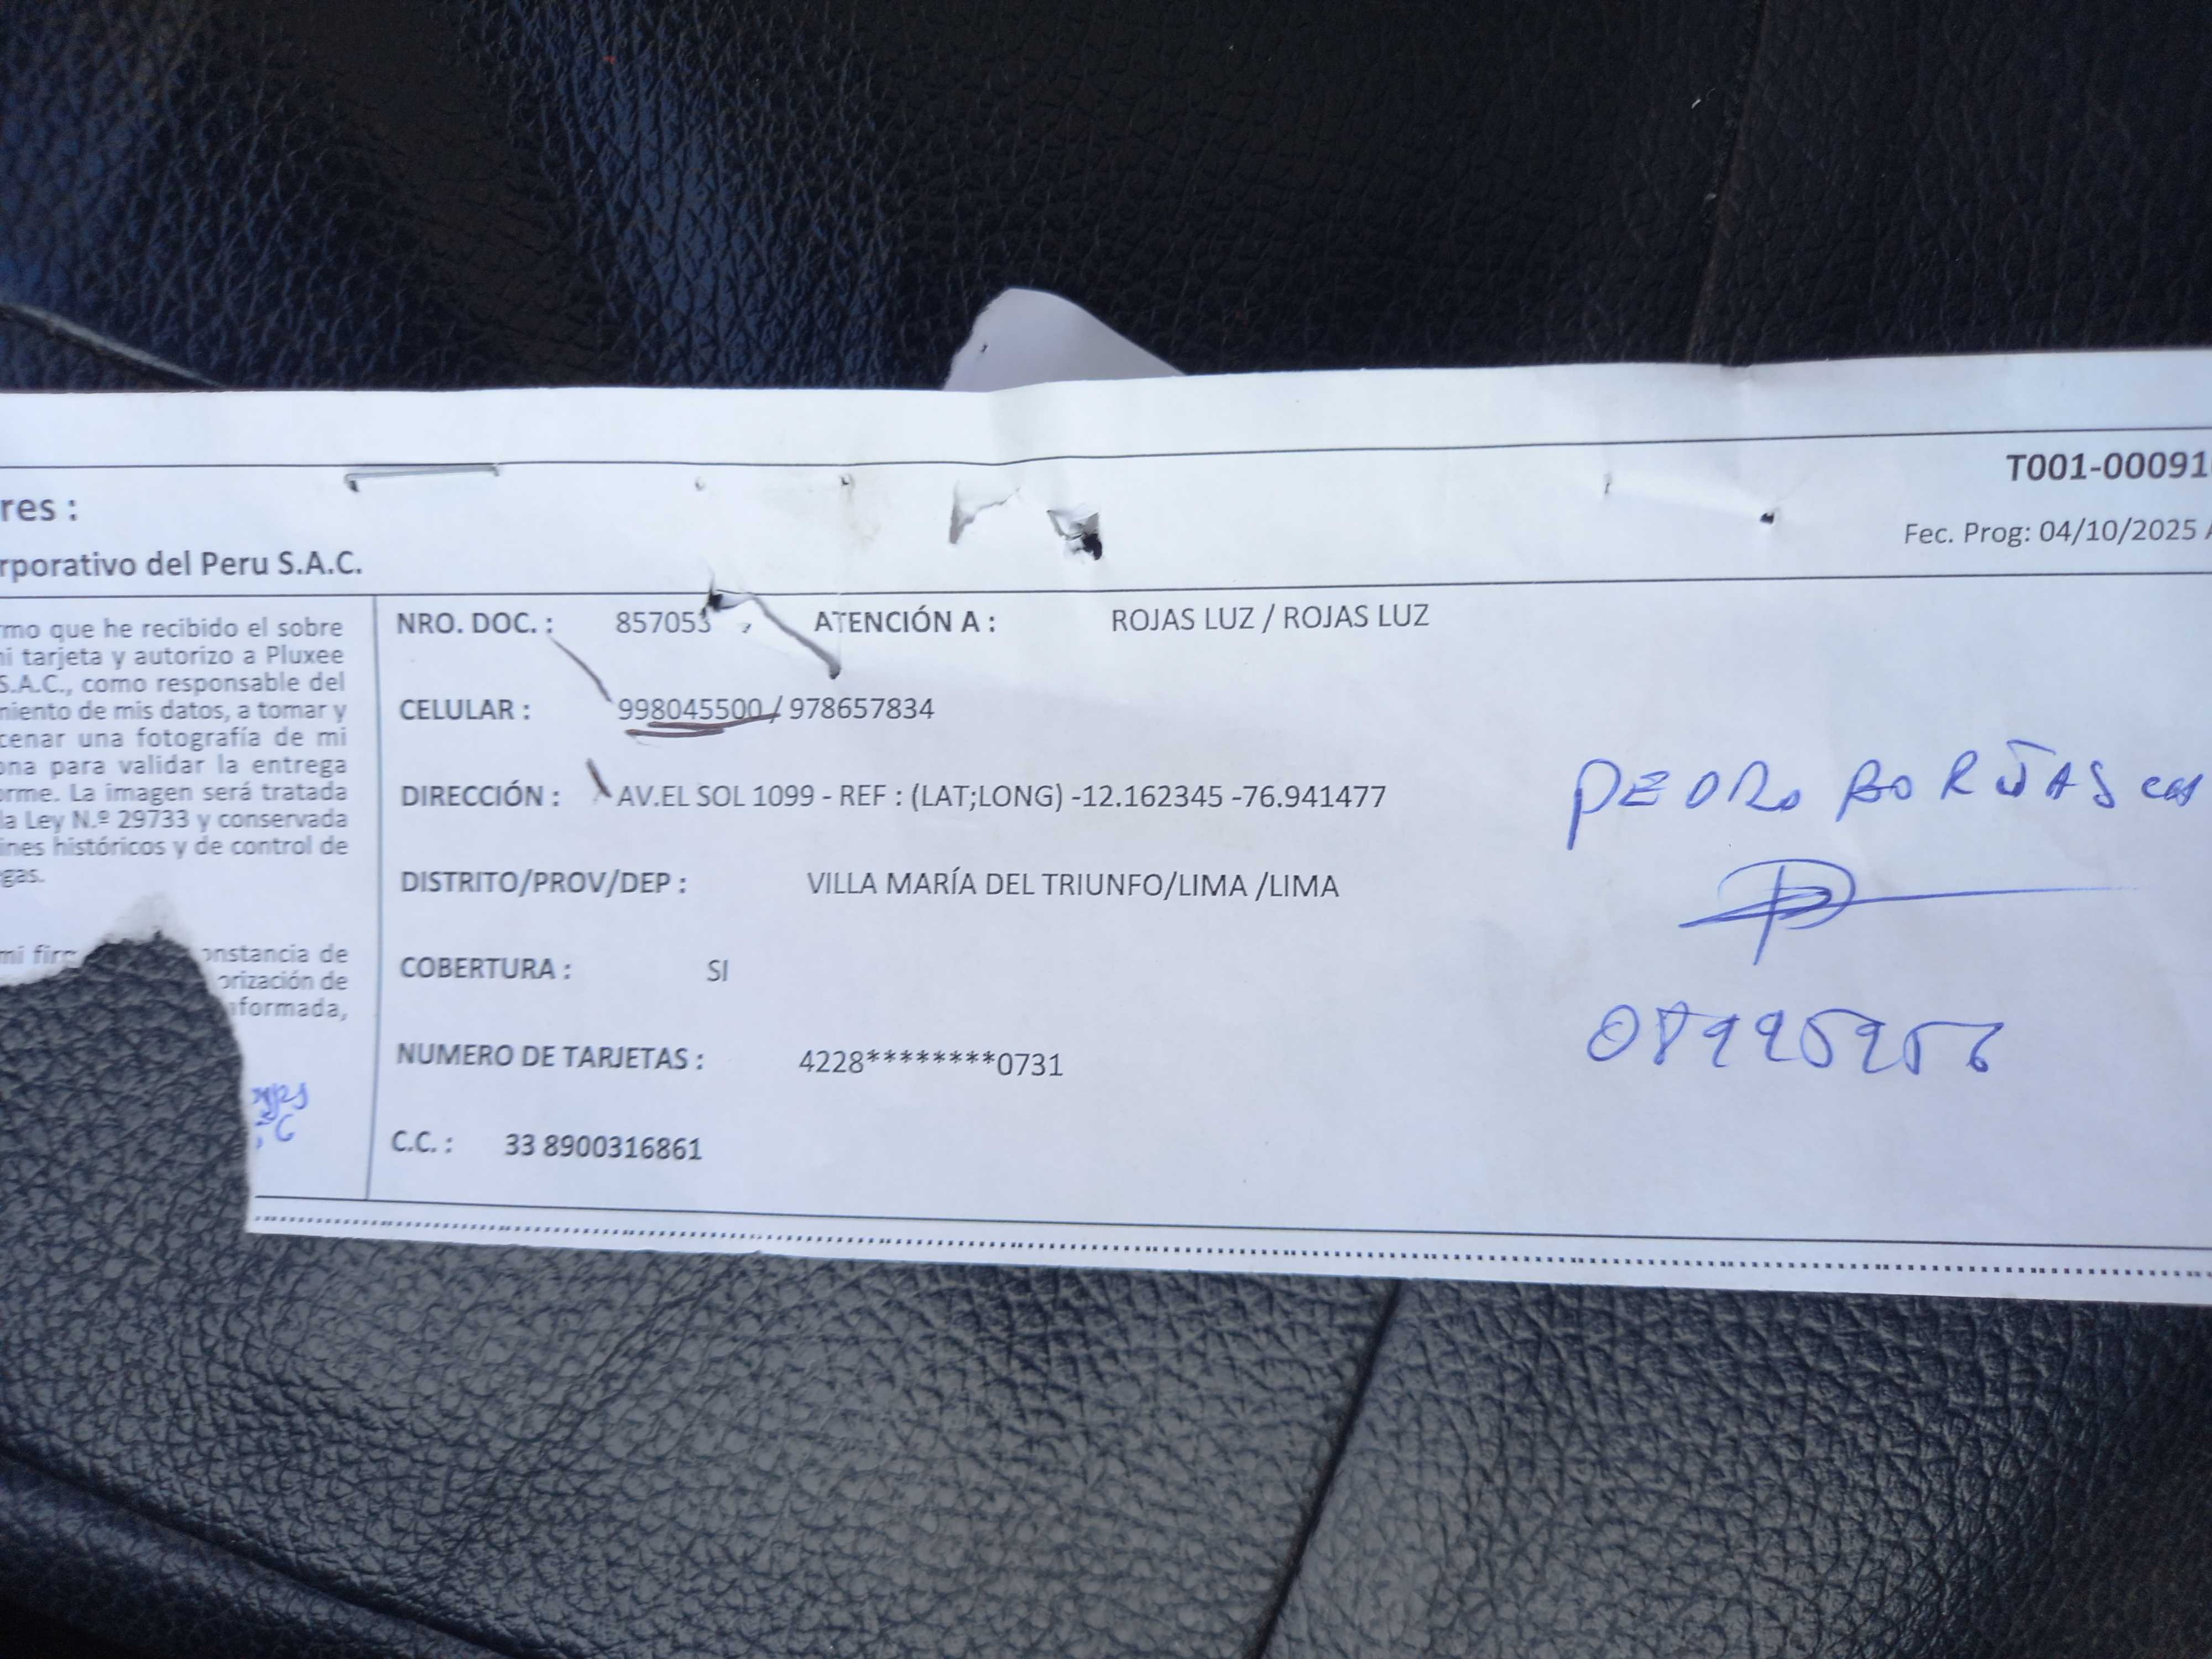 res :
T001-00091
Fec. Prog: 04/10/2025
rporativo del Peru S.A.C.
rmo que he recibido el sobre
ni tarjeta y autorizo a Pluxee
S.A.C., como responsable del
miento de mis datos, a tomar y
cenar una fotografía de mi
ona para validar la entrega
orme. La imagen será tratada
la Ley N.º 29733 y conservada
ines históricos y de control de
gas.
mi fir onstancia de
orización de
nformada,
NRO. DOC. : 857053 ATENCIÓN A : ROJAS LUZ / ROJAS LUZ
CELULAR : 998045500 / 978657834
DIRECCIÓN : AV.EL SOL 1099 - REF : (LAT;LONG) -12.162345 -76.941477
DISTRITO/PROV/DEP : VILLA MARÍA DEL TRIUNFO/LIMA /LIMA
COBERTURA : SI
NUMERO DE TARJETAS : 4228********0731
C.C. : 33 8900316861
PEDRO